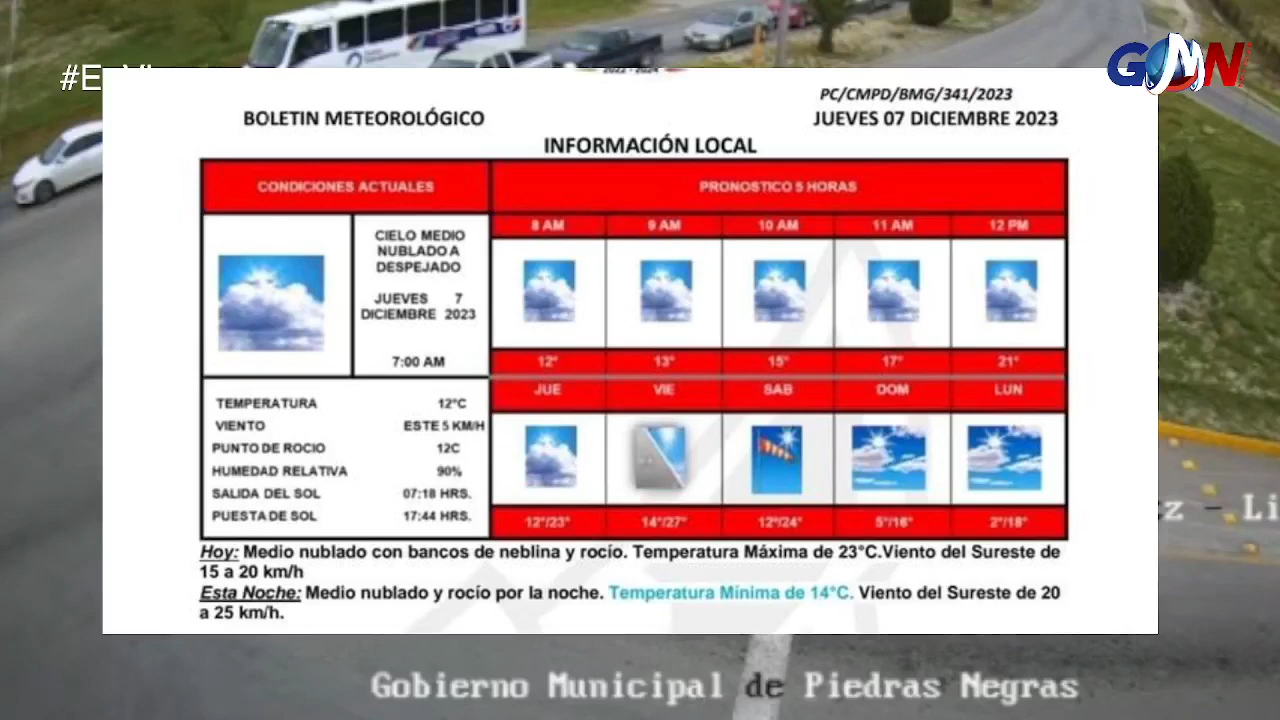 GMN
2022 - 2024
PC/CMPD/BMG/341/2023
BOLETIN METEOROLÓGICO
JUEVES 07 DICIEMBRE 2023
INFORMACIÓN LOCAL
CONDICIONES ACTUALES
PRONOSTICO 5 HORAS
8 AM 9 AM 10 AM 11 AM 12 PM
CIELO MEDIO
NUBLADO A
DESPEJADO
JUEVES 7
DICIEMBRE 2023
7:00 AM
12° 13° 15° 17° 21°
JUE VIE SAB DOM LUN
TEMPERATURA 12°C
VIENTO ESTE 5 KM/H
PUNTO DE ROCIO 12C
HUMEDAD RELATIVA 90%
SALIDA DEL SOL 07:18 HRS.
PUESTA DE SOL 17:44 HRS.
12°/23° 14°/27° 12°/24° 5°/16° 2°/18°
Hoy: Medio nublado con bancos de neblina y rocío. Temperatura Máxima de 23°C.Viento del Sureste de
15 a 20 km/h
Esta Noche: Medio nublado y rocío por la noche. Temperatura Mínima de 14°C. Viento del Sureste de 20
a 25 km/h.
Gobierno Municipal de Piedras Negras